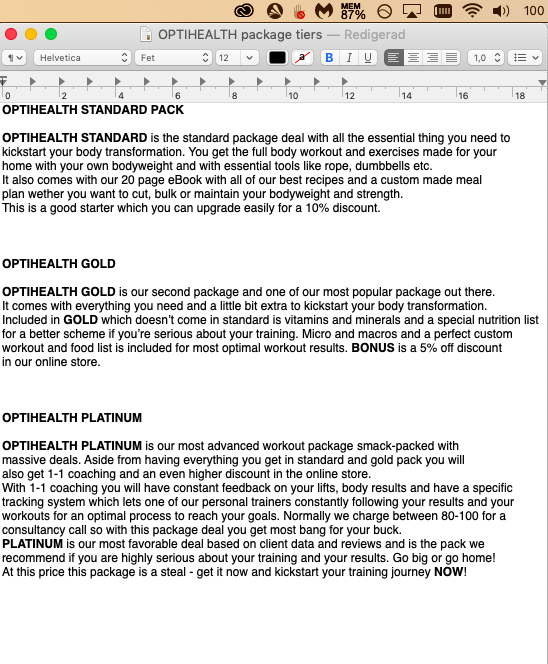 MEM
87%
100
OPTIHEALTH package tiers — Redigerad
¶
Helvetica
Fet
12
a
B I U
1,0
0 2 4 6 8 10 12 14 16 18
OPTIHEALTH STANDARD PACK
OPTIHEALTH STANDARD is the standard package deal with all the essential thing you need to
kickstart your body transformation. You get the full body workout and exercises made for your
home with your own bodyweight and with essential tools like rope, dumbbells etc.
It also comes with our 20 page eBook with all of our best recipes and a custom made meal
plan wether you want to cut, bulk or maintain your bodyweight and strength.
This is a good starter which you can upgrade easily for a 10% discount.
OPTIHEALTH GOLD
OPTIHEALTH GOLD is our second package and one of our most popular package out there.
It comes with everything you need and a little bit extra to kickstart your body transformation.
Included in GOLD which doesn't come in standard is vitamins and minerals and a special nutrition list
for a better scheme if you're serious about your training. Micro and macros and a perfect custom
workout and food list is included for most optimal workout results. BONUS is a 5% off discount
in our online store.
OPTIHEALTH PLATINUM
OPTIHEALTH PLATINUM is our most advanced workout package smack-packed with
massive deals. Aside from having everything you get in standard and gold pack you will
also get 1-1 coaching and an even higher discount in the online store.
With 1-1 coaching you will have constant feedback on your lifts, body results and have a specific
tracking system which lets one of our personal trainers constantly following your results and your
workouts for an optimal process to reach your goals. Normally we charge between 80-100 for a
consultancy call so with this package deal you get most bang for your buck.
PLATINUM is our most favorable deal based on client data and reviews and is the pack we
recommend if you are highly serious about your training and your results. Go big or go home!
At this price this package is a steal - get it now and kickstart your training journey NOW!